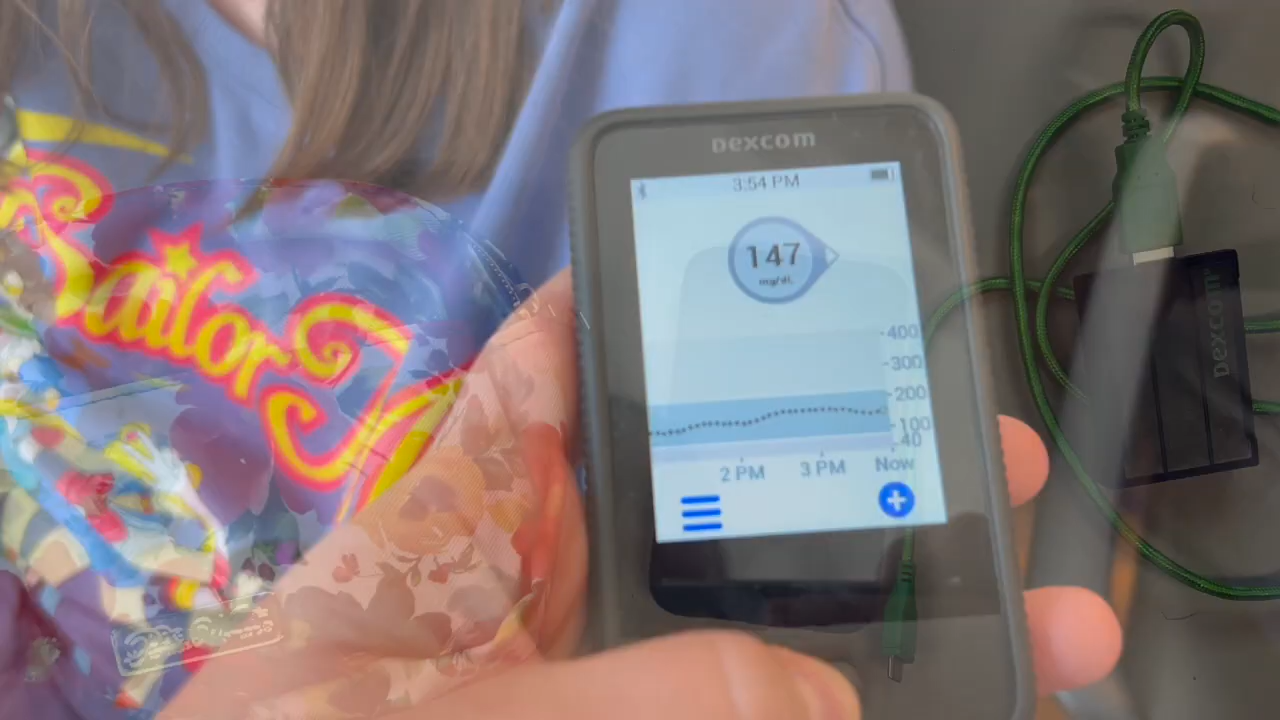 Sailor
Dexcom
3:54 PM
147
mg/dL
400
300
200
100
40
2 PM
3 PM
Now
Dexcom